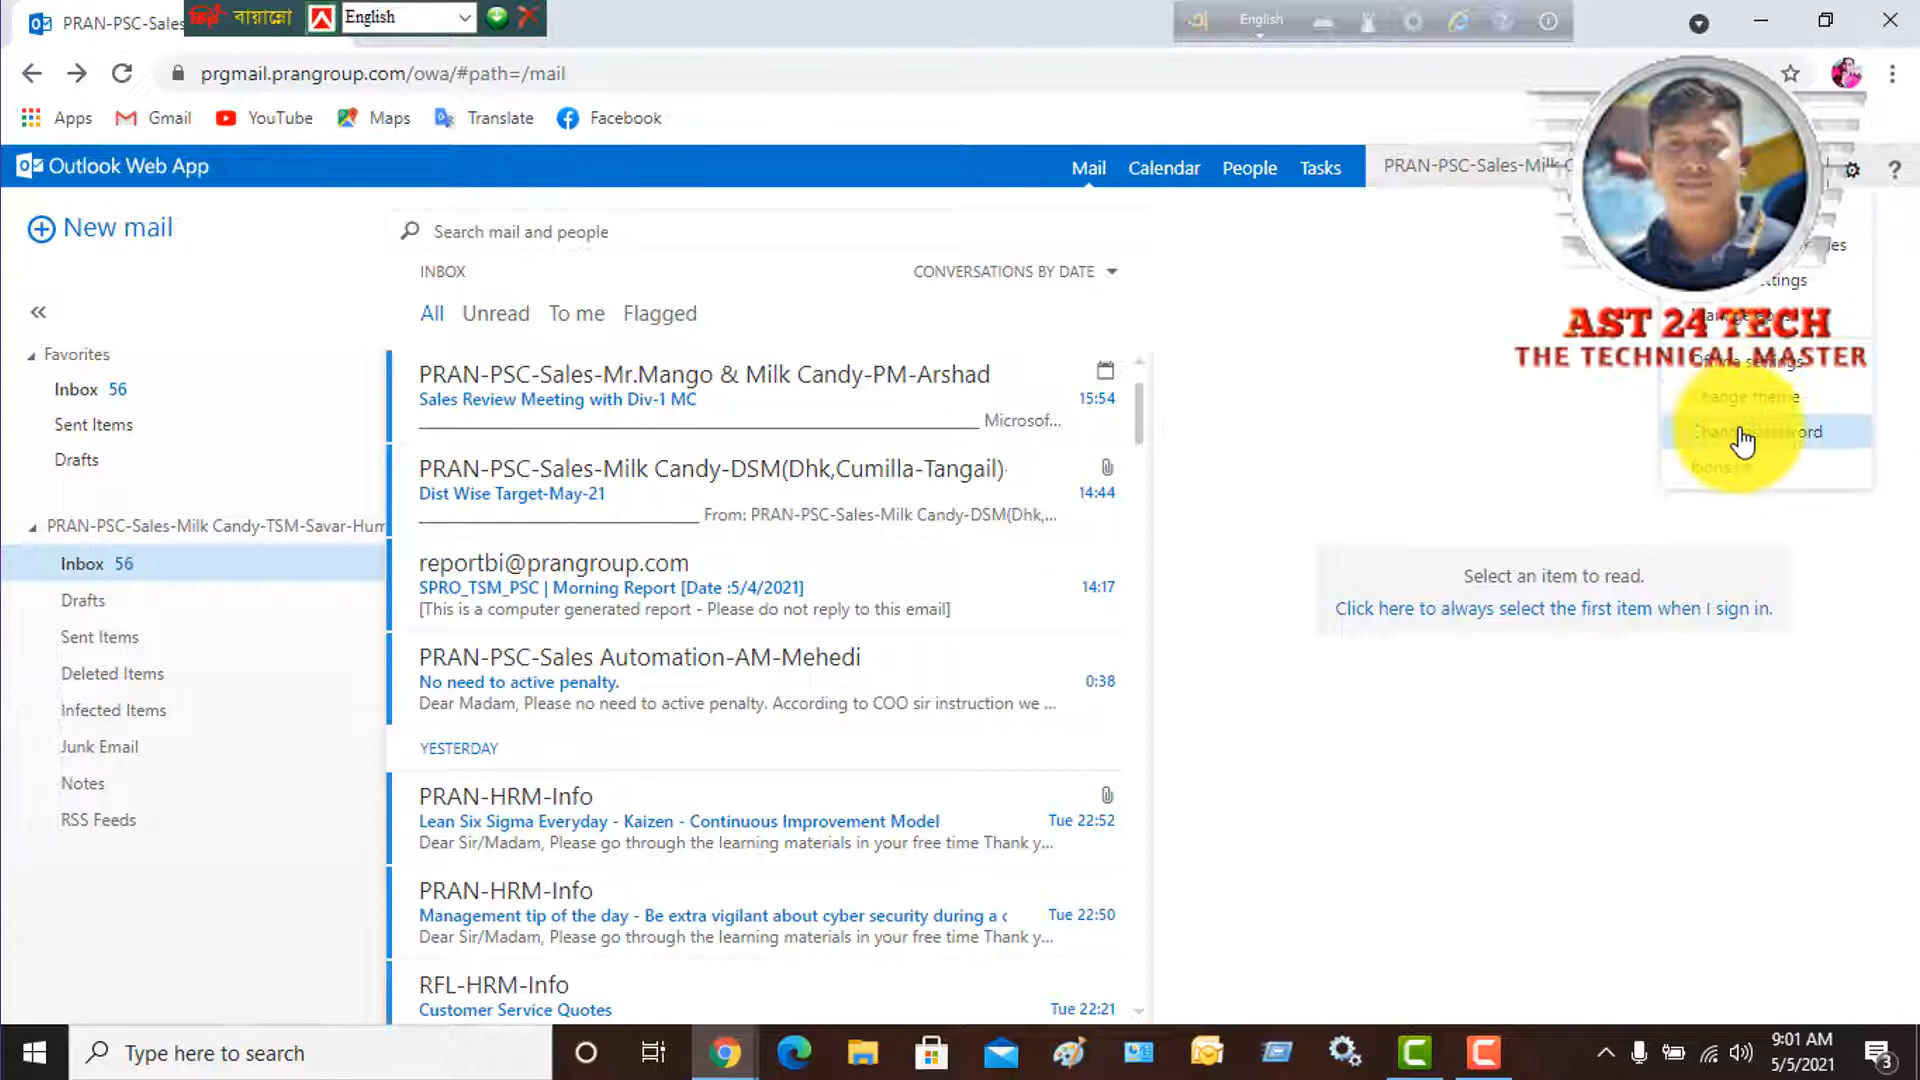 PRAN-PSC-Sales
বায়ান্নো
English
English
prgmail.prangroup.com/owa/#path=/mail
Apps
Gmail
YouTube
Maps
Translate
Facebook
Outlook Web App
Mail
Calendar
People
Tasks
PRAN-PSC-Sales-Milk C
?
New mail
Search mail and people
INBOX
CONVERSATIONS BY DATE
All
Unread
To me
Flagged
«
Favorites
Inbox 56
Sent Items
Drafts
PRAN-PSC-Sales-Milk Candy-TSM-Savar-Hum
Inbox 56
Drafts
Sent Items
Deleted Items
Infected Items
Junk Email
Notes
RSS Feeds
PRAN-PSC-Sales-Mr.Mango & Milk Candy-PM-Arshad
Sales Review Meeting with Div-1 MC
15:54
Microsof...
PRAN-PSC-Sales-Milk Candy-DSM(Dhk,Cumilla-Tangail)
Dist Wise Target-May-21
14:44
From: PRAN-PSC-Sales-Milk Candy-DSM(Dhk,...
reportbi@prangroup.com
SPRO_TSM_PSC | Morning Report [Date :5/4/2021]
14:17
[This is a computer generated report - Please do not reply to this email]
PRAN-PSC-Sales Automation-AM-Mehedi
No need to active penalty.
0:38
Dear Madam, Please no need to active penalty. According to COO sir instruction we ...
YESTERDAY
PRAN-HRM-Info
Lean Six Sigma Everyday - Kaizen - Continuous Improvement Model
Tue 22:52
Dear Sir/Madam, Please go through the learning materials in your free time Thank y...
PRAN-HRM-Info
Management tip of the day - Be extra vigilant about cyber security during a c
Tue 22:50
Dear Sir/Madam, Please go through the learning materials in your free time Thank y...
RFL-HRM-Info
Customer Service Quotes
Tue 22:21
AST 24 TECH
THE TECHNICAL MASTER
Change theme
Select an item to read.
Click here to always select the first item when I sign in.
Type here to search
9:01 AM
5/5/2021
3